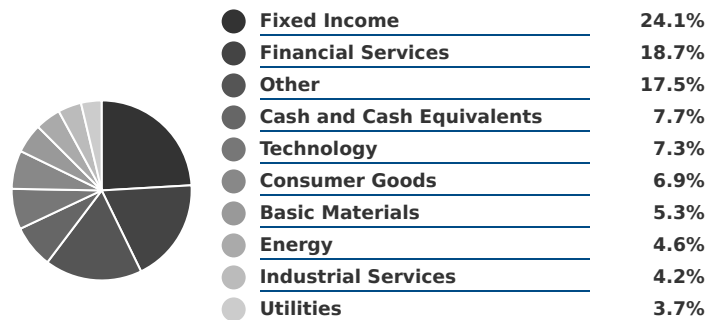 Fixed Income 24.1%
Financial Services 18.7%
Other 17.5%
Cash and Cash Equivalents 7.7%
Technology 7.3%
Consumer Goods 6.9%
Basic Materials 5.3%
Energy 4.6%
Industrial Services 4.2%
Utilities 3.7%